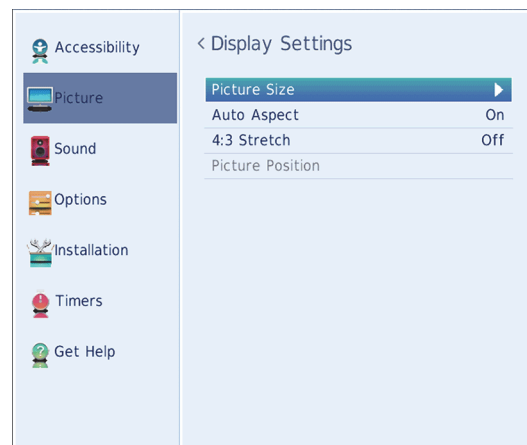 Accessibility
Picture
Sound
Options
Installation
Timers
Get Help
< Display Settings
Picture Size
Auto Aspect On
4:3 Stretch Off
Picture Position